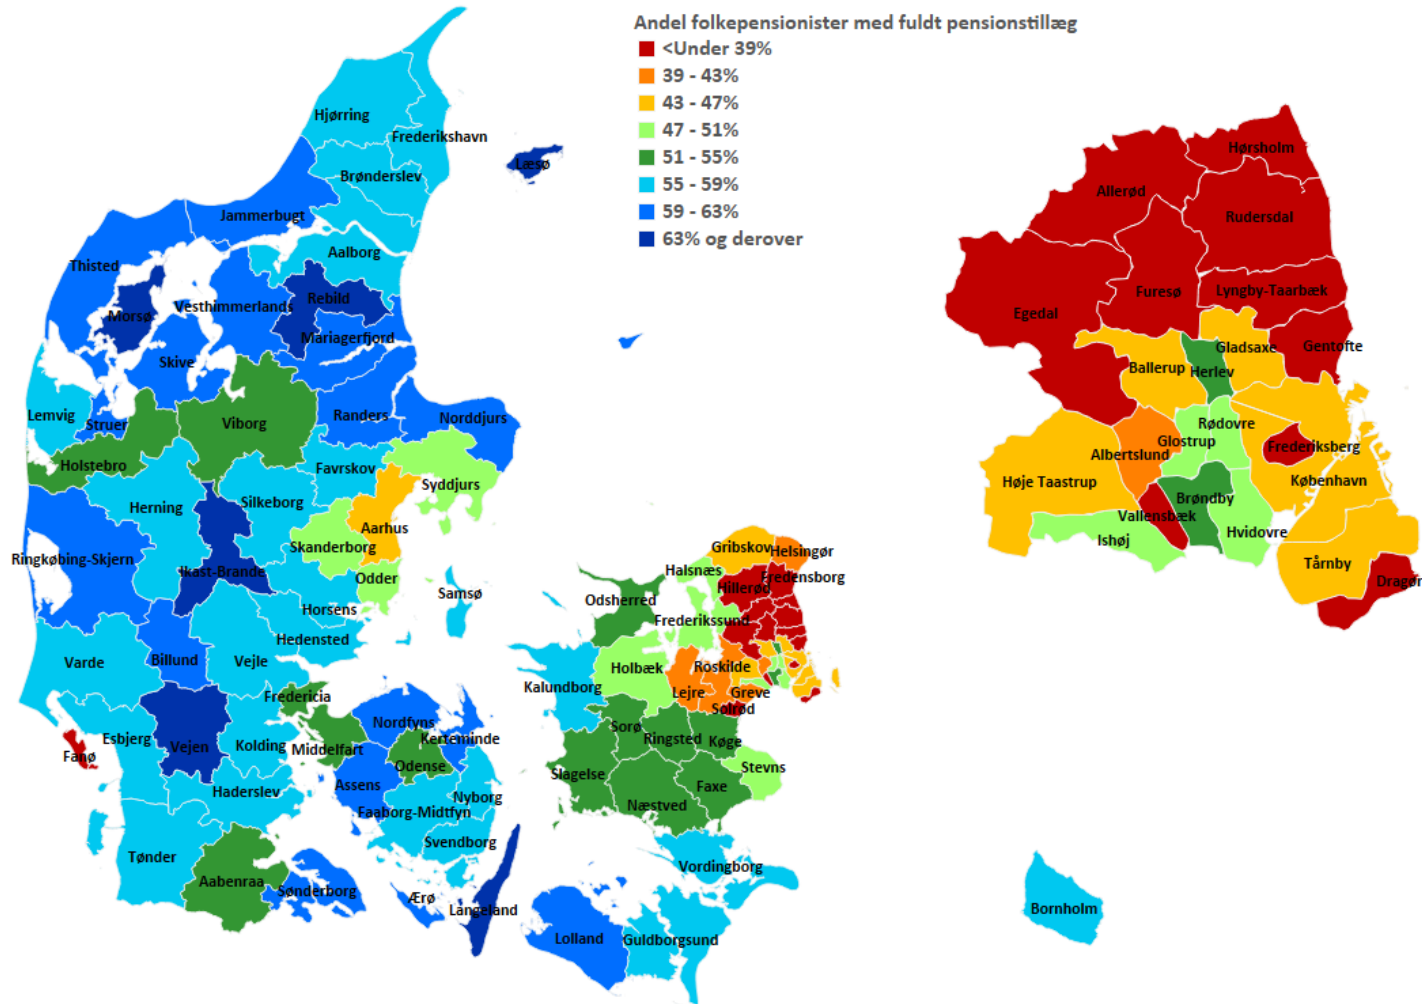 Andel folkepensionister med fuldt pensionstillæg
<Under 39%
39 - 43%
43 - 47%
47 - 51%
51 - 55%
55 - 59%
59 - 63%
63% og derover
Hjørring
Frederikshavn
Læsø
Brønderslev
Jammerbugt
Aalborg
Thisted
Rebild
Vesthimmerlands
Morsø
Mariagerfjord
Skive
Lemvig
Struer
Viborg
Randers
Norddjurs
Holstebro
Favrskov
Syddjurs
Herning
Silkeborg
Aarhus
Skanderborg
Ringkøbing-Skjern
Ikast-Brande
Odder
Samsø
Horsens
Hedensted
Varde
Billund
Vejle
Fredericia
Esbjerg
Fanø
Vejen
Kolding
Middelfart
Nordfyns
Kerteminde
Odense
Haderslev
Assens
Nyborg
Faaborg-Midtfyn
Svendborg
Tønder
Aabenraa
Sønderborg
Ærø
Langeland
Gribskov
Helsingør
Halsnæs
Hillerød
Fredensborg
Odsherred
Frederikssund
Holbæk
Roskilde
Kalundborg
Lejre
Greve
Solrød
Sorø
Ringsted
Køge
Stevns
Slagelse
Faxe
Næstved
Vordingborg
Lolland
Guldborgsund
Hørsholm
Allerød
Rudersdal
Furesø
Lyngby-Taarbæk
Egedal
Gladsaxe
Gentofte
Ballerup
Herlev
Rødovre
Glostrup
Frederiksberg
Albertslund
Høje Taastrup
København
Brøndby
Vallensbæk
Hvidovre
Ishøj
Tårnby
Dragør
Bornholm